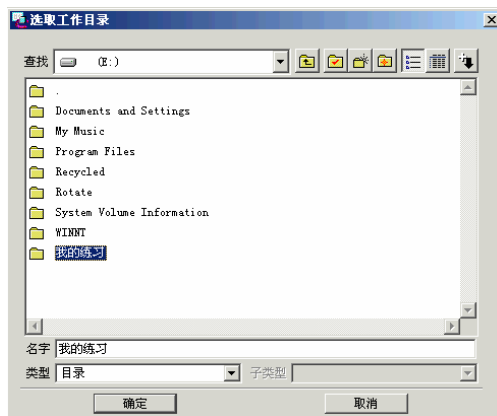 选取工作目录
查找 (E:)
.
Documents and Settings
My Music
Program Files
Recycled
Rotate
System Volume Information
WINNT
我的练习
名字 我的练习
类型 目录 子类型
确定 取消